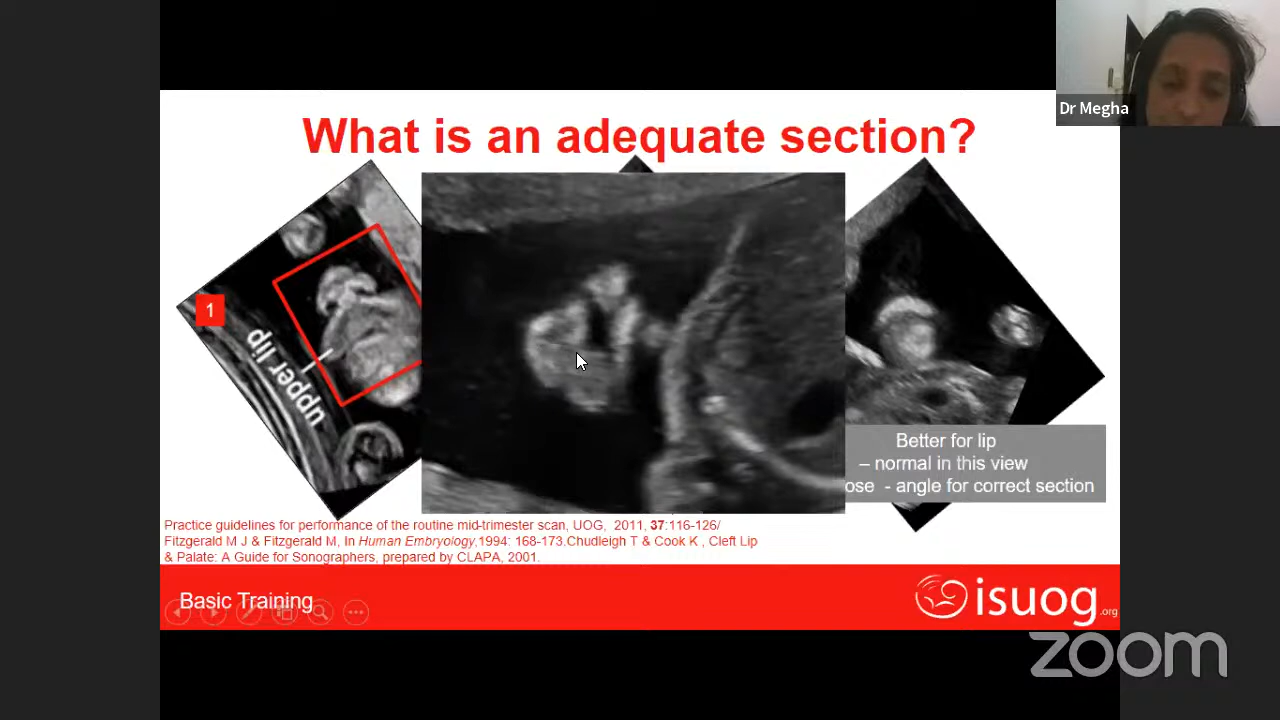 Dr Megha
What is an adequate section?
1
upper lip
Better for lip
– normal in this view
ose - angle for correct section
Practice guidelines for performance of the routine mid-trimester scan, UOG, 2011, 37:116-126/
Fitzgerald M J & Fitzgerald M, In Human Embryology,1994: 168-173.Chudleigh T & Cook K , Cleft Lip
& Palate: A Guide for Sonographers, prepared by CLAPA, 2001.
Basic Training
isuog.org
zoom